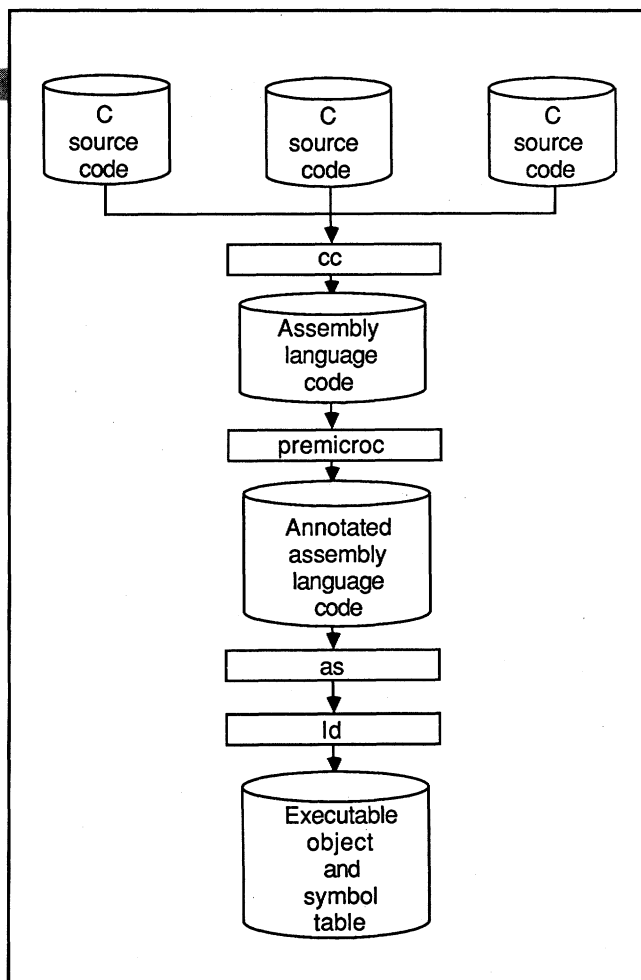 C
source
code
C
source
code
C
source
code
cc
Assembly
language
code
premicroc
Annotated
assembly
language
code
as
ld
Executable
object
and
symbol
table